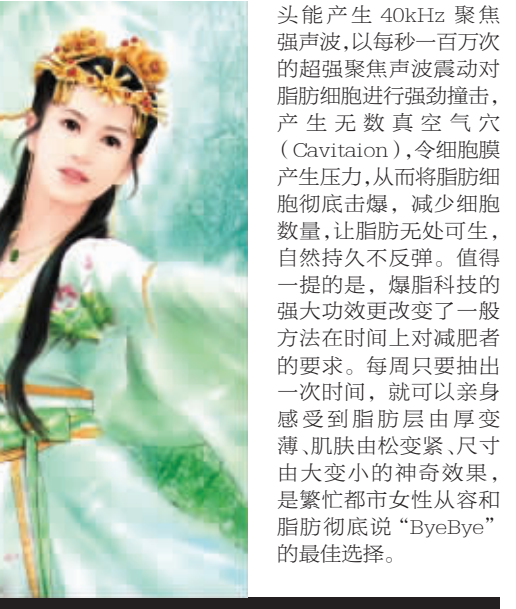 头能产生 40kHz 聚焦
强声波,以每秒一百万次
的超强聚焦声波震动对
脂肪细胞进行强劲撞击,
产生无数真空气穴
(Cavitaion),令细胞膜
产生压力,从而将脂肪细
胞彻底击爆，减少细胞
数量,让脂肪无处可生，
自然持久不反弹。值得
一提的是，爆脂科技的
强大功效更改变了一般
方法在时间上对减肥者
的要求。每周只要抽出
一次时间，就可以亲身
感受到脂肪层由厚变
薄、肌肤由松变紧、尺寸
由大变小的神奇效果，
是繁忙都市女性从容和
脂肪彻底说“ByeBye”
的最佳选择。